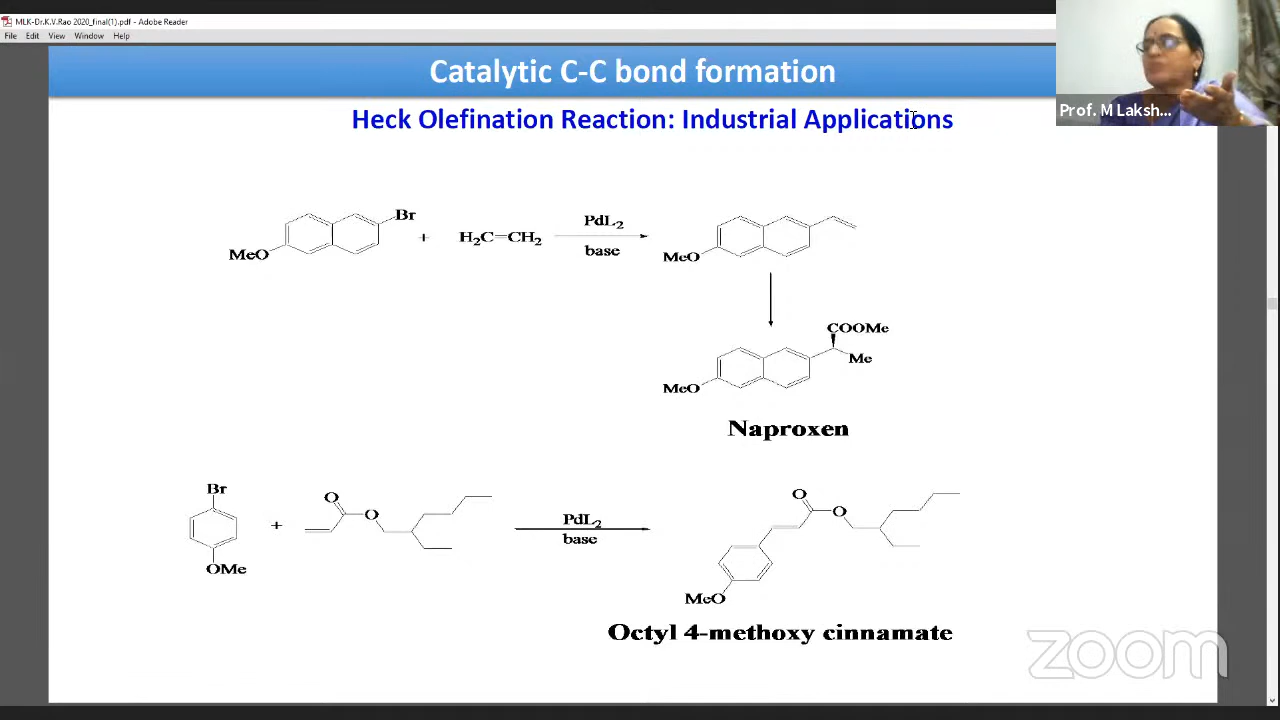 MLK-Dr.K.V.Rao 2020_final(1).pdf - Adobe Reader
File Edit View Window Help
Prof. M Laksh...
Catalytic C-C bond formation
Heck Olefination Reaction: Industrial Applications
Br
MeO
+
H₂C=CH₂
PdL₂
base
MeO
COOMe
Me
MeO
Naproxen
Br
OMe
+
O
O
PdL₂
base
O
O
MeO
Octyl 4-methoxy cinnamate
zoom